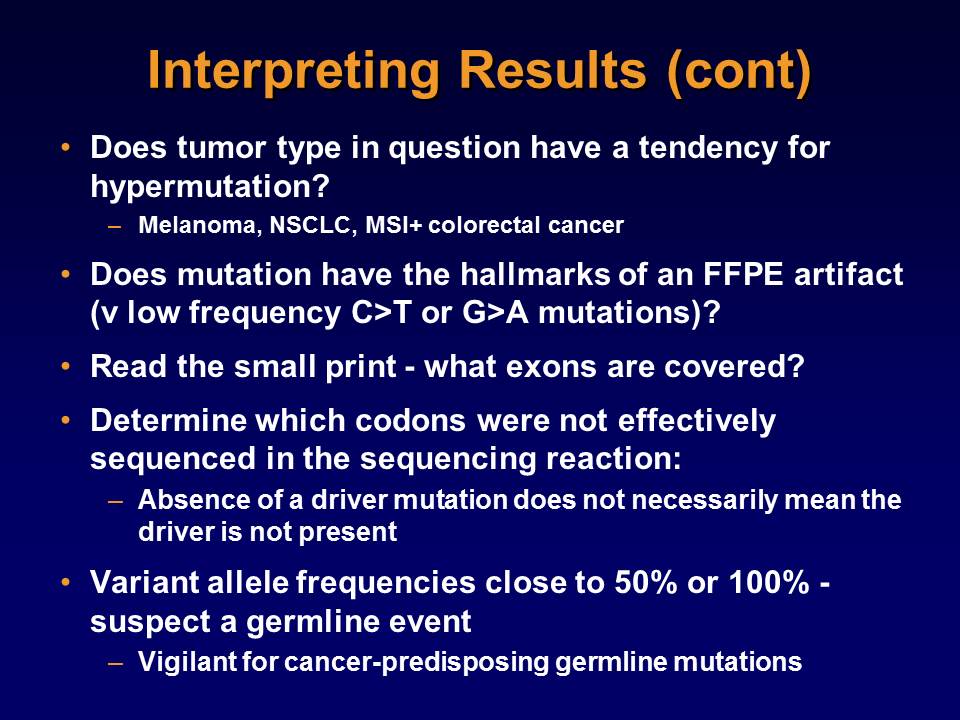 Interpreting Results (cont)
• Does tumor type in question have a tendency for
hypermutation?
– Melanoma, NSCLC, MSI+ colorectal cancer
• Does mutation have the hallmarks of an FFPE artifact
(v low frequency C>T or G>A mutations)?
• Read the small print - what exons are covered?
• Determine which codons were not effectively
sequenced in the sequencing reaction:
– Absence of a driver mutation does not necessarily mean the
driver is not present
• Variant allele frequencies close to 50% or 100% -
suspect a germline event
– Vigilant for cancer-predisposing germline mutations